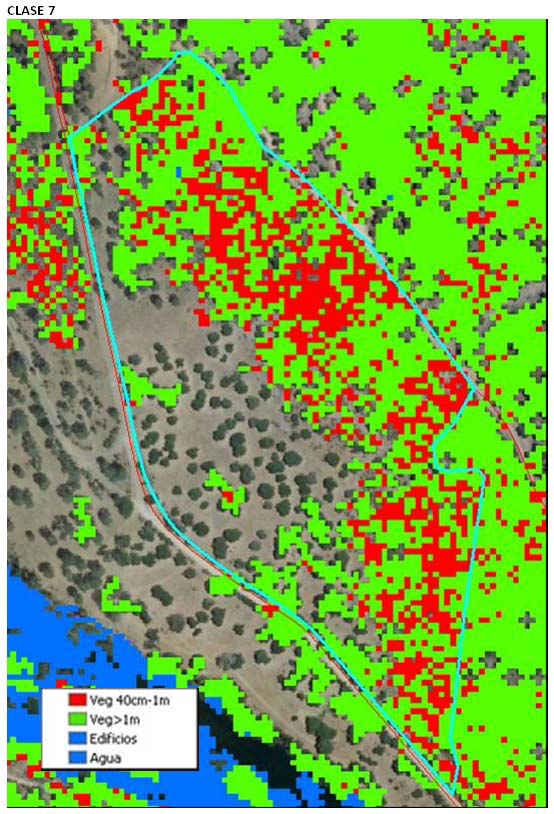 CLASE 7
Veg 40cm-1m
Veg>1m
Edificios
Agua